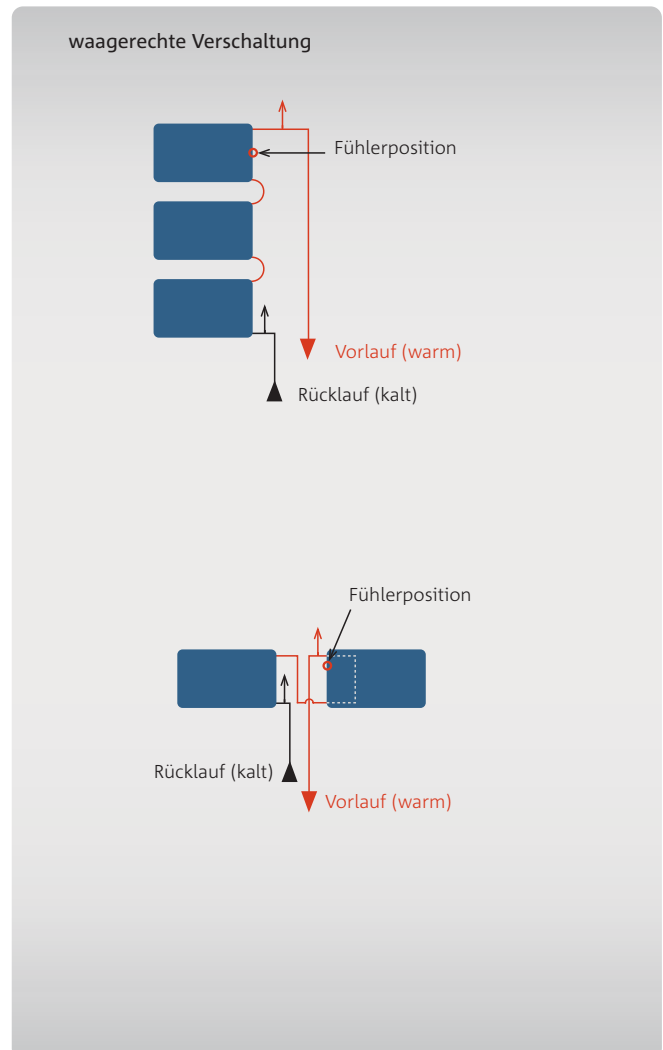 waagerechte Verschaltung
Fühlerposition
Vorlauf (warm)
Rücklauf (kalt)
Fühlerposition
Rücklauf (kalt)
Vorlauf (warm)